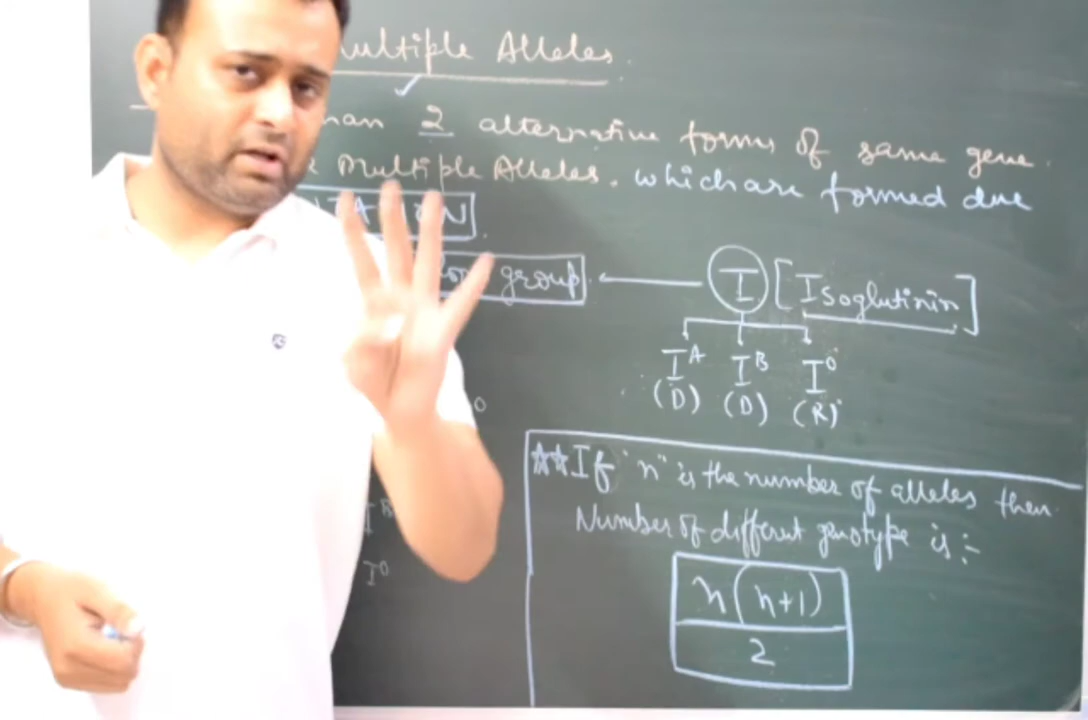 ultiple Alleles.
han 2 alternative forms of same gene.
Multiple Alleles, which are formed due
group ← I [Isoglutinin]
I^A I^B I^O
(D) (D) (R)
**If "n" is the number of alleles then
Number of different genotype is :-
n(n+1)
2
I^B
I^O